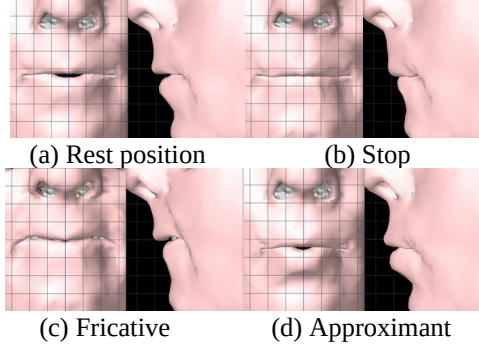 (a) Rest position
(b) Stop
(c) Fricative
(d) Approximant